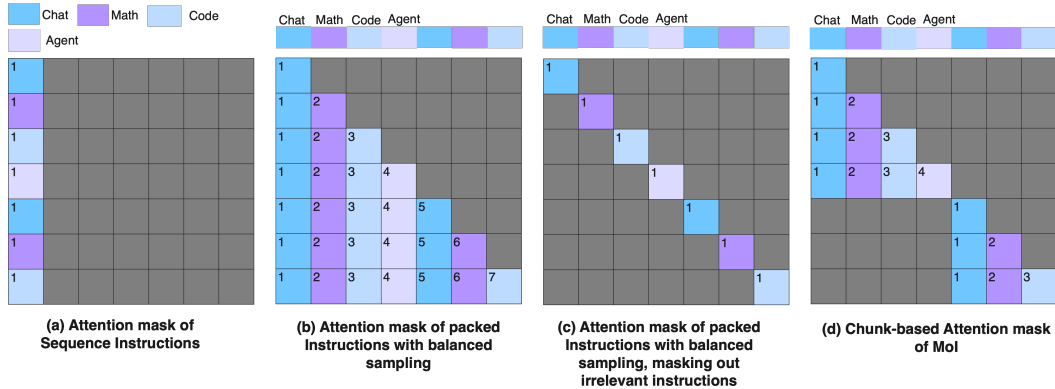 Chat Math Code
Agent
Chat Math Code Agent
Chat Math Code Agent
Chat Math Code Agent
1
1
1
1
1
1
1
1
1 2
1 2 3
1 2 3 4
1 2 3 4 5
1 2 3 4 5 6
1 2 3 4 5 6 7
1
1
1
1
1
1
1
1
1 2
1 2 3
1 2 3 4
1
1 2
1 2 3
(a) Attention mask of
Sequence Instructions
(b) Attention mask of packed
Instructions with balanced
sampling
(c) Attention mask of packed
Instructions with balanced
sampling, masking out
irrelevant instructions
(d) Chunk-based Attention mask
of MoI